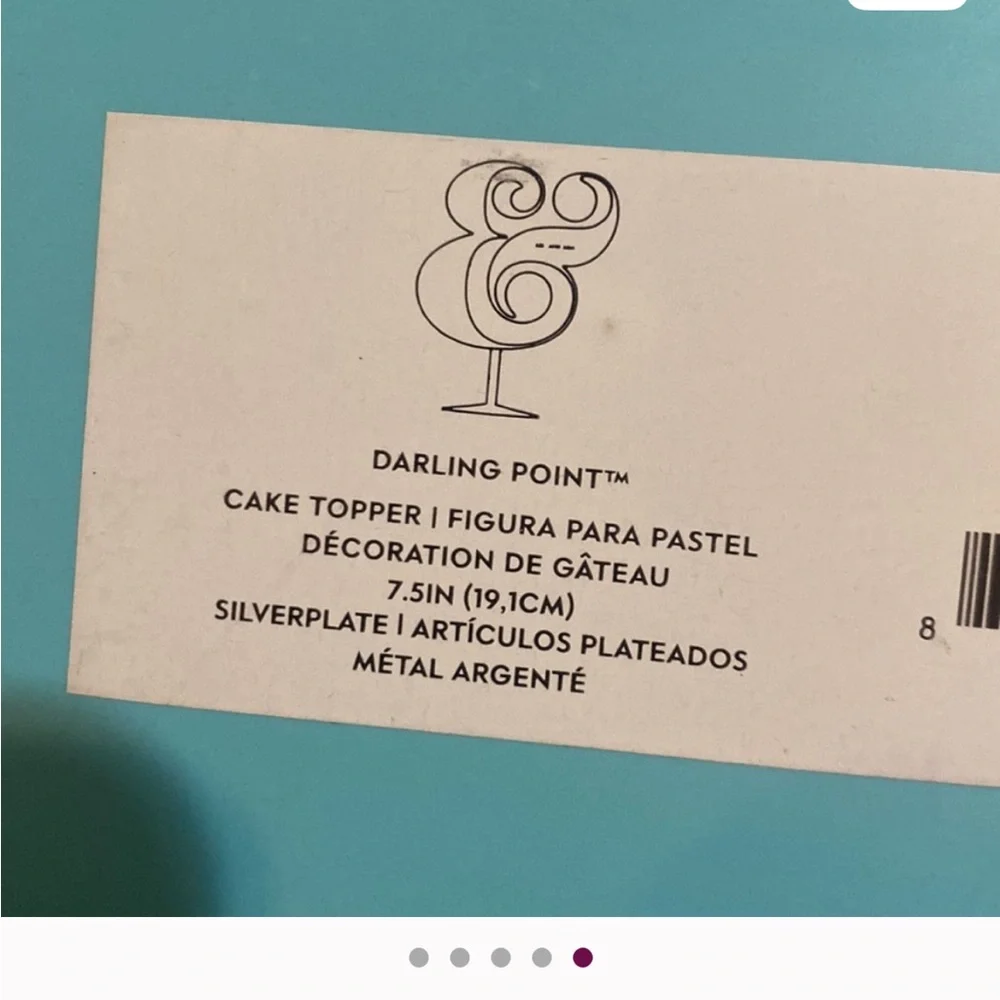 DARLING POINT™
CAKE TOPPER | FIGURA PARA PASTEL
DÉCORATION DE GÂTEAU
7.5IN (19,1CM)
SILVERPLATE | ARTÍCULOS PLATEADOS
MÉTAL ARGENTÉ
8